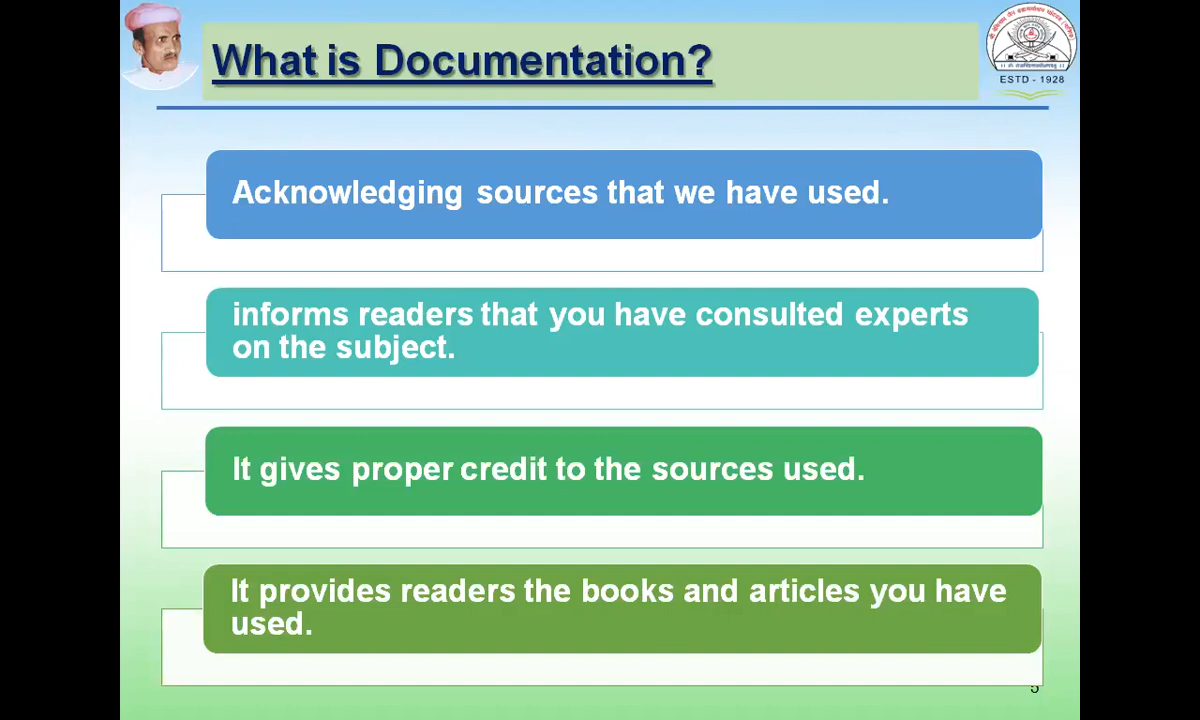 What is Documentation?
ESTD - 1928
Acknowledging sources that we have used.
informs readers that you have consulted experts
on the subject.
It gives proper credit to the sources used.
It provides readers the books and articles you have
used.
5